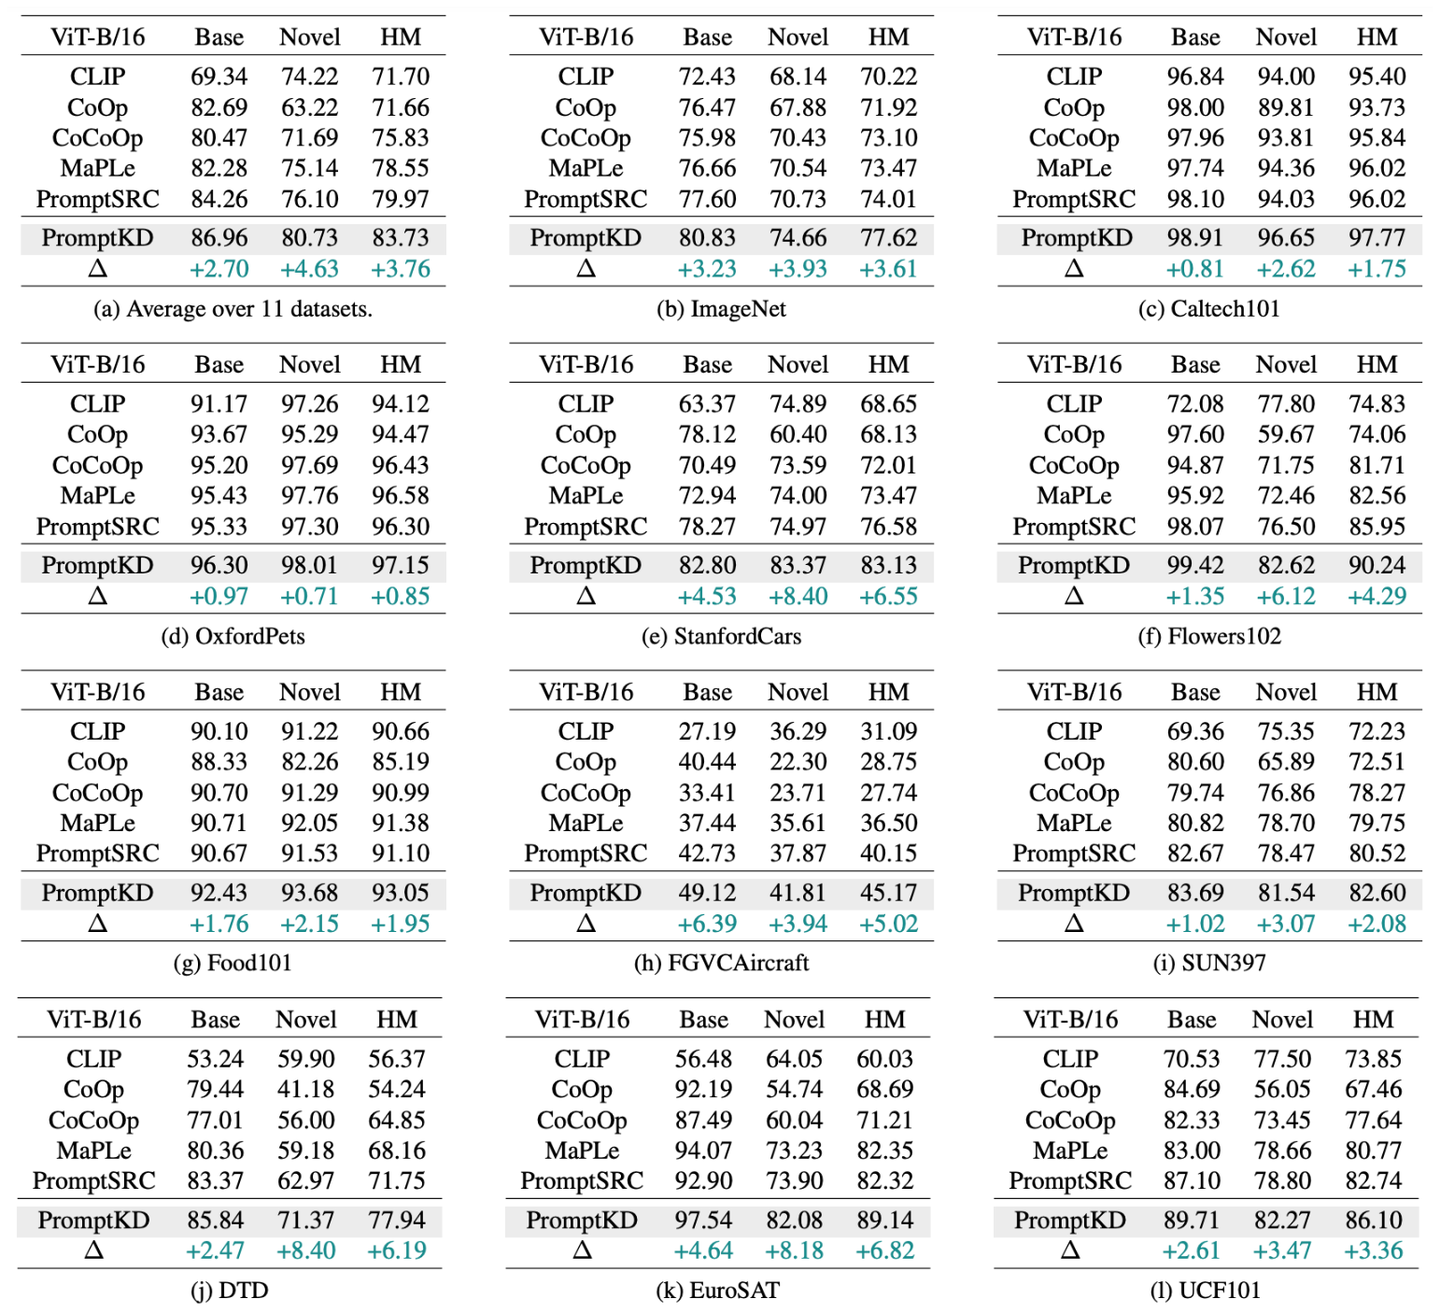 ViT-B/16 Base Novel HM
CLIP 69.34 74.22 71.70
CoOp 82.69 63.22 71.66
CoCoOp 80.47 71.69 75.83
MaPLe 82.28 75.14 78.55
PromptSRC 84.26 76.10 79.97
PromptKD 86.96 80.73 83.73
Δ +2.70 +4.63 +3.76
(a) Average over 11 datasets.
ViT-B/16 Base Novel HM
CLIP 72.43 68.14 70.22
CoOp 76.47 67.88 71.92
CoCoOp 75.98 70.43 73.10
MaPLe 76.66 70.54 73.47
PromptSRC 77.60 70.73 74.01
PromptKD 80.83 74.66 77.62
Δ +3.23 +3.93 +3.61
(b) ImageNet
ViT-B/16 Base Novel HM
CLIP 96.84 94.00 95.40
CoOp 98.00 89.81 93.73
CoCoOp 97.96 93.81 95.84
MaPLe 97.74 94.36 96.02
PromptSRC 98.10 94.03 96.02
PromptKD 98.91 96.65 97.77
Δ +0.81 +2.62 +1.75
(c) Caltech101
ViT-B/16 Base Novel HM
CLIP 91.17 97.26 94.12
CoOp 93.67 95.29 94.47
CoCoOp 95.20 97.69 96.43
MaPLe 95.43 97.76 96.58
PromptSRC 95.33 97.30 96.30
PromptKD 96.30 98.01 97.15
Δ +0.97 +0.71 +0.85
(d) OxfordPets
ViT-B/16 Base Novel HM
CLIP 63.37 74.89 68.65
CoOp 78.12 60.40 68.13
CoCoOp 70.49 73.59 72.01
MaPLe 72.94 74.00 73.47
PromptSRC 78.27 74.97 76.58
PromptKD 82.80 83.37 83.13
Δ +4.53 +8.40 +6.55
(e) StanfordCars
ViT-B/16 Base Novel HM
CLIP 72.08 77.80 74.83
CoOp 97.60 59.67 74.06
CoCoOp 94.87 71.75 81.71
MaPLe 95.92 72.46 82.56
PromptSRC 98.07 76.50 85.95
PromptKD 99.42 82.62 90.24
Δ +1.35 +6.12 +4.29
(f) Flowers102
ViT-B/16 Base Novel HM
CLIP 90.10 91.22 90.66
CoOp 88.33 82.26 85.19
CoCoOp 90.70 91.29 90.99
MaPLe 90.71 92.05 91.38
PromptSRC 90.67 91.53 91.10
PromptKD 92.43 93.68 93.05
Δ +1.76 +2.15 +1.95
(g) Food101
ViT-B/16 Base Novel HM
CLIP 27.19 36.29 31.09
CoOp 40.44 22.30 28.75
CoCoOp 33.41 23.71 27.74
MaPLe 37.44 35.61 36.50
PromptSRC 42.73 37.87 40.15
PromptKD 49.12 41.81 45.17
Δ +6.39 +3.94 +5.02
(h) FGVCAircraft
ViT-B/16 Base Novel HM
CLIP 69.36 75.35 72.23
CoOp 80.60 65.89 72.51
CoCoOp 79.74 76.86 78.27
MaPLe 80.82 78.70 79.75
PromptSRC 82.67 78.47 80.52
PromptKD 83.69 81.54 82.60
Δ +1.02 +3.07 +2.08
(i) SUN397
ViT-B/16 Base Novel HM
CLIP 53.24 59.90 56.37
CoOp 79.44 41.18 54.24
CoCoOp 77.01 56.00 64.85
MaPLe 80.36 59.18 68.16
PromptSRC 83.37 62.97 71.75
PromptKD 85.84 71.37 77.94
Δ +2.47 +8.40 +6.19
(j) DTD
ViT-B/16 Base Novel HM
CLIP 56.48 64.05 60.03
CoOp 92.19 54.74 68.69
CoCoOp 87.49 60.04 71.21
MaPLe 94.07 73.23 82.35
PromptSRC 92.90 73.90 82.32
PromptKD 97.54 82.08 89.14
Δ +4.64 +8.18 +6.82
(k) EuroSAT
ViT-B/16 Base Novel HM
CLIP 70.53 77.50 73.85
CoOp 84.69 56.05 67.46
CoCoOp 82.33 73.45 77.64
MaPLe 83.00 78.66 80.77
PromptSRC 87.10 78.80 82.74
PromptKD 89.71 82.27 86.10
Δ +2.61 +3.47 +3.36
(l) UCF101